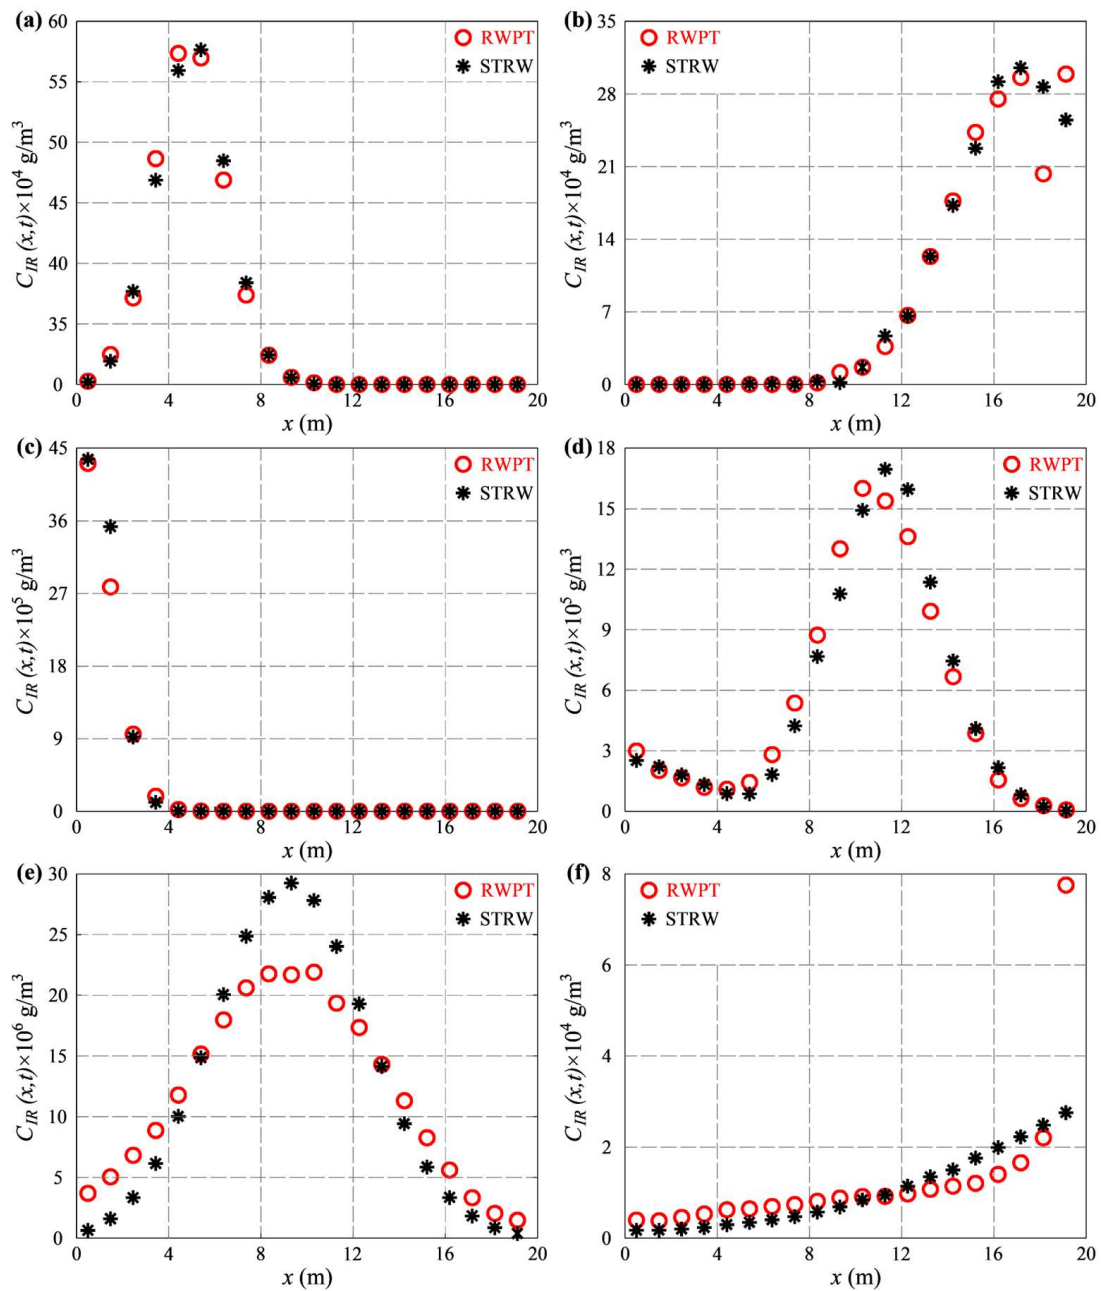 (a)
60
55
50
45
40
35
0
0
4
8
12
16
20
RWPT
STRW
C_IR (x,t)×10^4 g/m^3
x (m)
(b)
35
28
21
14
7
0
0
4
8
12
16
20
RWPT
STRW
C_IR (x,t)×10^4 g/m^3
x (m)
(c)
45
36
27
18
9
0
0
4
8
12
16
20
RWPT
STRW
C_IR (x,t)×10^5 g/m^3
x (m)
(d)
18
15
12
9
6
3
0
0
4
8
12
16
20
RWPT
STRW
C_IR (x,t)×10^5 g/m^3
x (m)
(e)
30
25
20
15
10
5
0
0
4
8
12
16
20
RWPT
STRW
C_IR (x,t)×10^6 g/m^3
x (m)
(f)
8
6
4
2
0
0
4
8
12
16
20
RWPT
STRW
C_IR (x,t)×10^4 g/m^3
x (m)